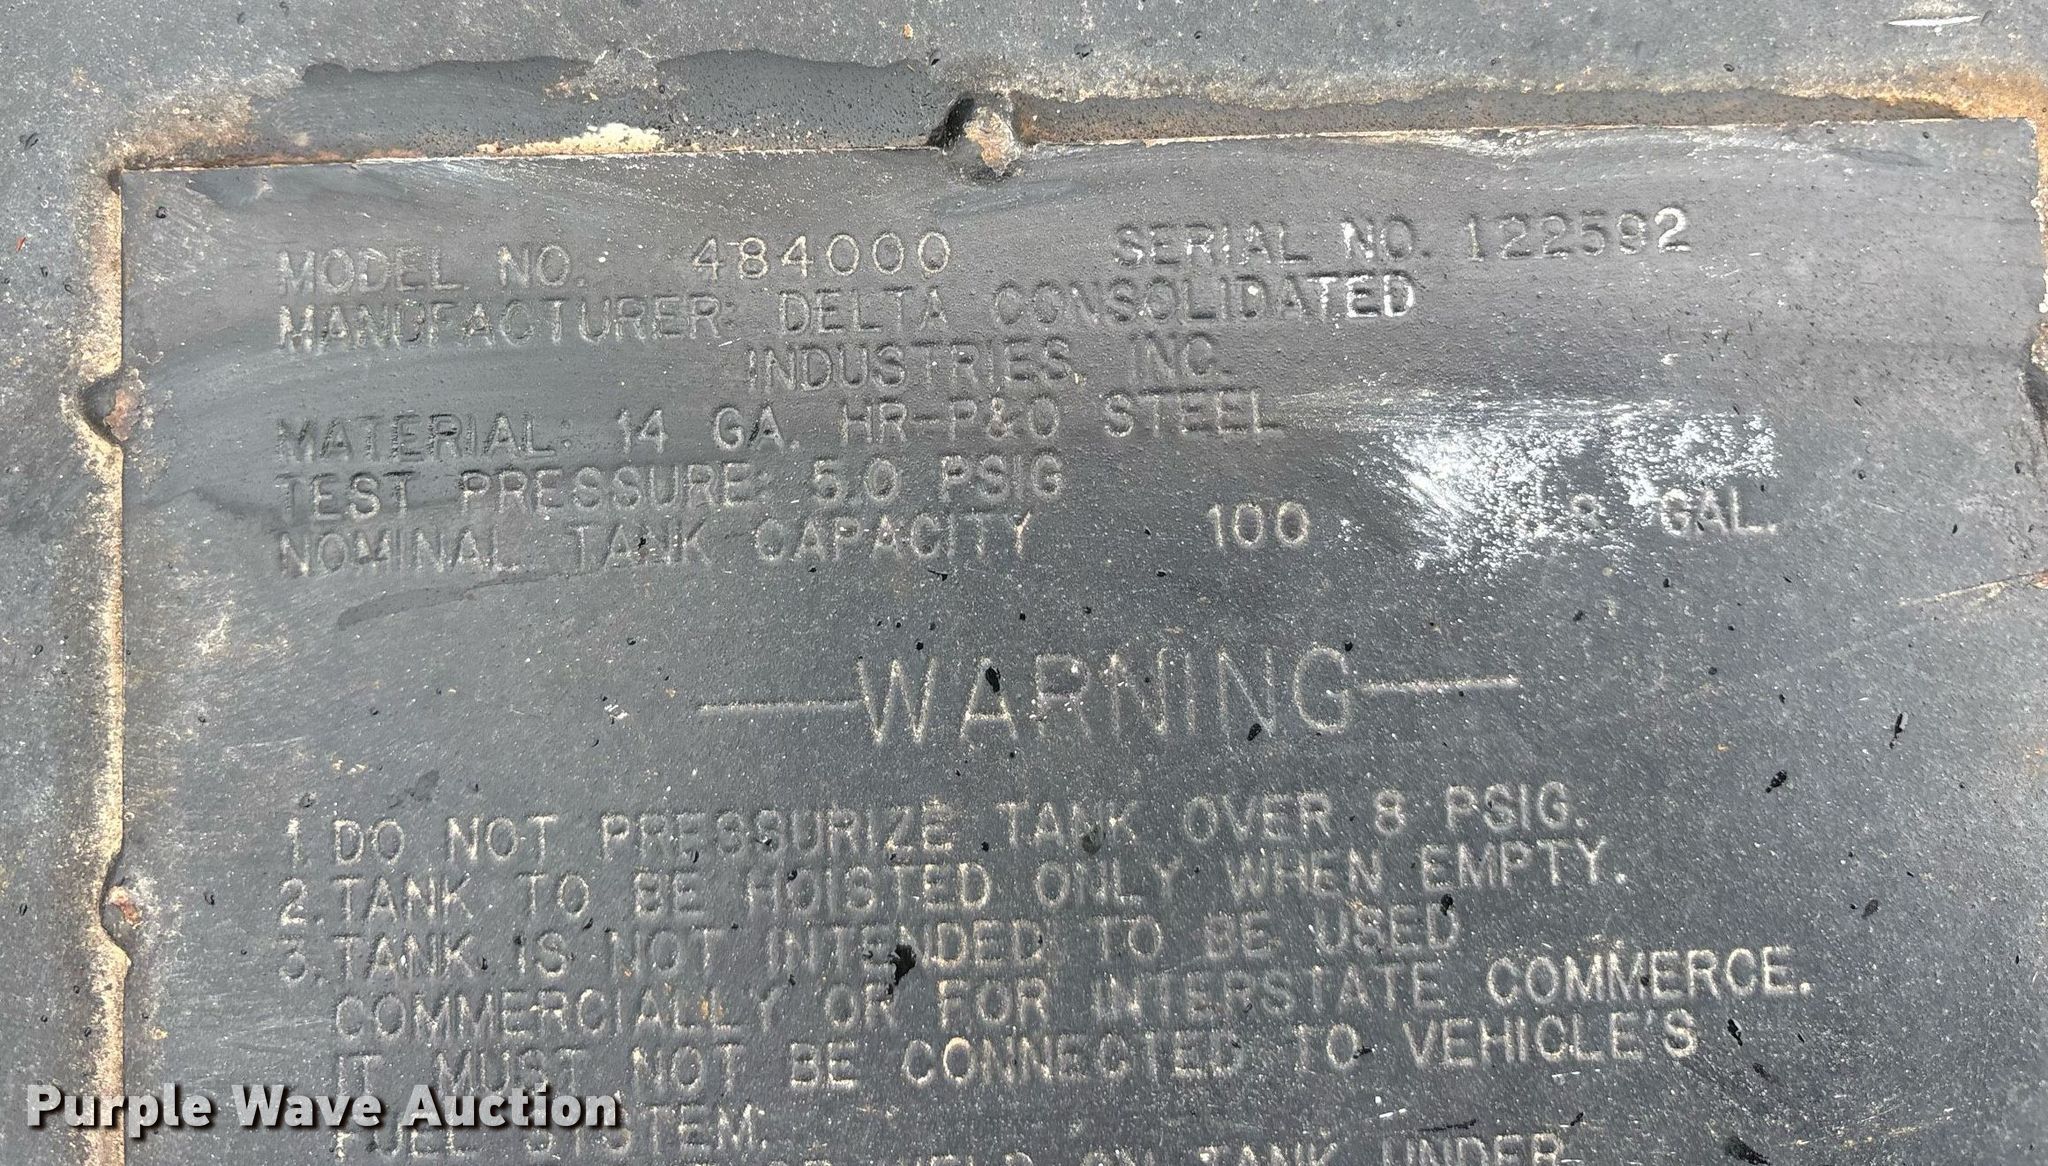 MODEL NO. 484000 SERIAL NO. 122592
MANUFACTURER: DELTA CONSOLIDATED
INDUSTRIES, INC.
MATERIAL: 14 GA. HR-P&O STEEL
TEST PRESSURE: 5.0 PSIG
NOMINAL TANK CAPACITY 100 GAL.
WARNING
1. DO NOT PRESSURIZE TANK OVER 8 PSIG.
2. TANK TO BE HOISTED ONLY WHEN EMPTY.
3. TANK IS NOT INTENDED TO BE USED
COMMERCIALLY OR FOR INTERSTATE COMMERCE.
IT MUST NOT BE CONNECTED TO VEHICLE'S
FUEL SYSTEM.
ON TANK UNDER
Purple Wave Auction